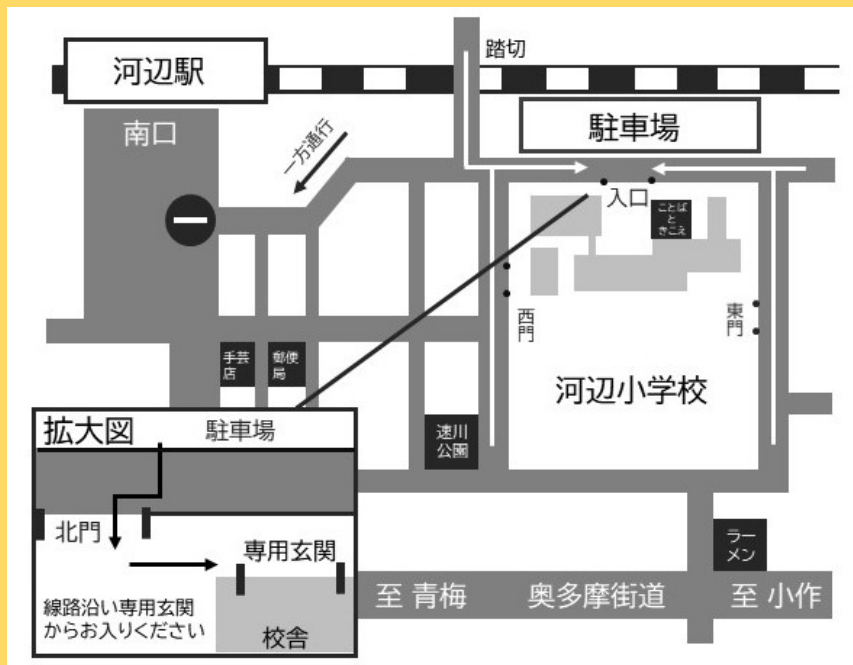 河辺駅
踏切
南口
一方通行
駐車場
入口
ことば
と
きこえ
西門
東門
手芸
店
郵便
局
河辺小学校
速川
公園
拡大図
駐車場
北門
専用玄関
線路沿い専用玄関
からお入りください
校舎
ラー
メン
至 青梅
奥多摩街道
至 小作